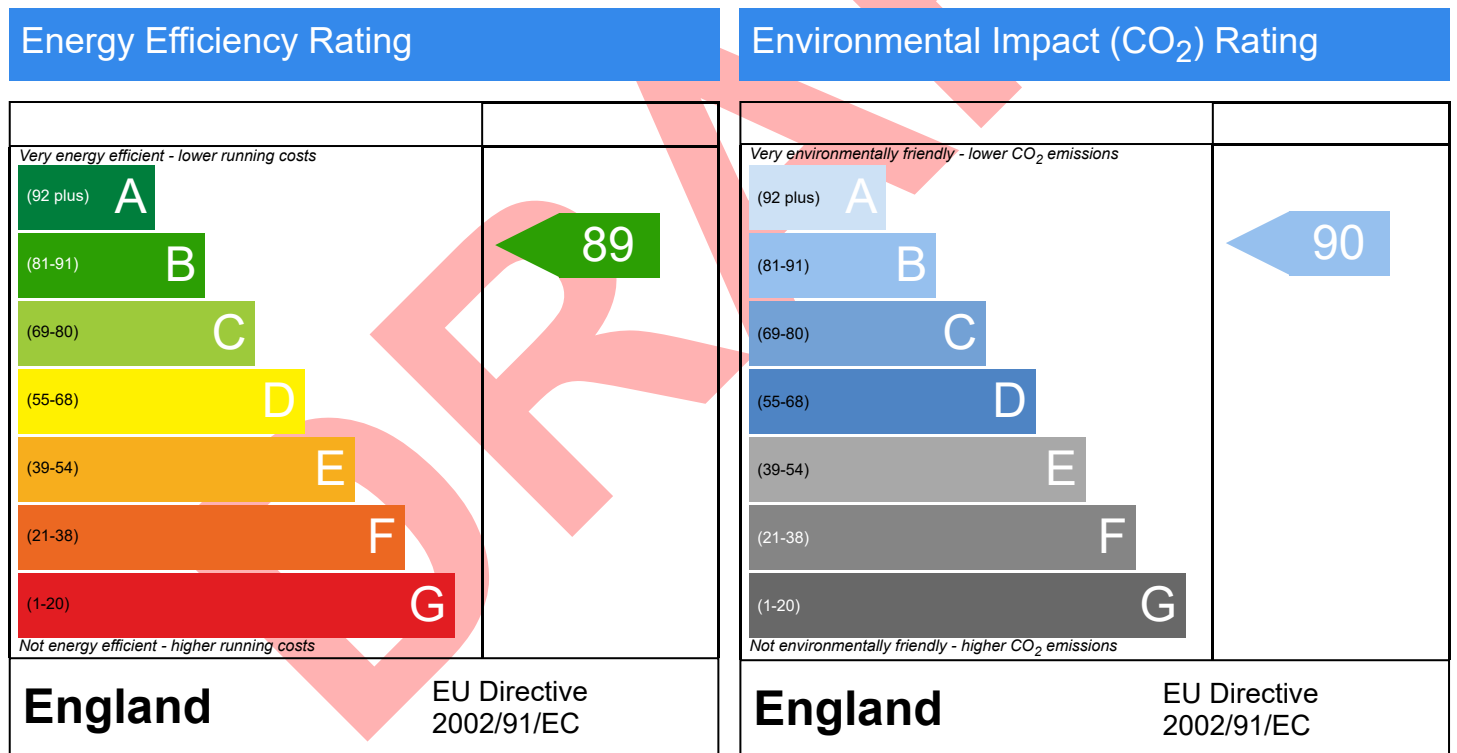 Energy Efficiency Rating
Very energy efficient - lower running costs
(92 plus) A
(81-91) B
89
(69-80) C
(55-68) D
(39-54) E
(21-38) F
(1-20) G
Not energy efficient - higher running costs
England
EU Directive
2002/91/EC
Environmental Impact (CO2) Rating
Very environmentally friendly - lower CO2 emissions
(92 plus) A
(81-91) B
90
(69-80) C
(55-68) D
(39-54) E
(21-38) F
(1-20) G
Not environmentally friendly - higher CO2 emissions
England
EU Directive
2002/91/EC
DRA